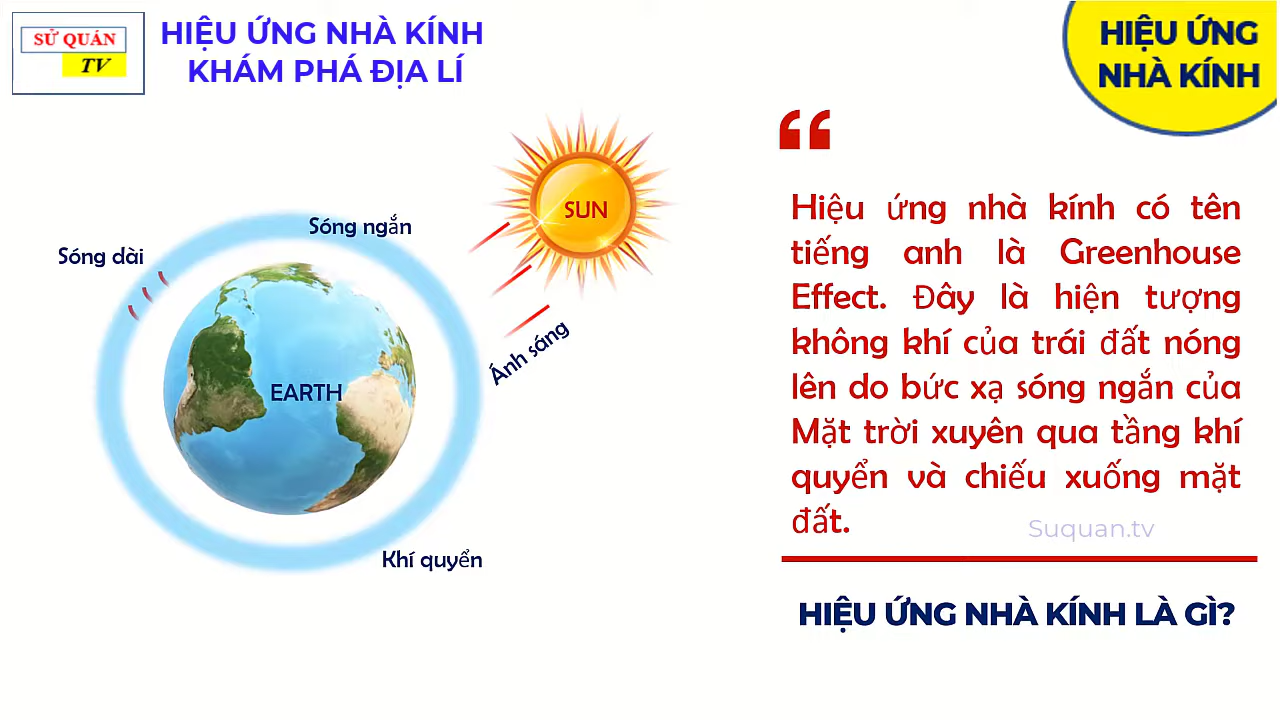 SỬ QUÁN
TV
HIỆU ỨNG NHÀ KÍNH
KHÁM PHÁ ĐỊA LÍ
HIỆU ỨNG
NHÀ KÍNH
SUN
Sóng ngắn
Sóng dài
Ánh sáng
EARTH
Khí quyển
“
Hiệu ứng nhà kính có tên
tiếng anh là Greenhouse
Effect. Đây là hiện tượng
không khí của trái đất nóng
lên do bức xạ sóng ngắn của
Mặt trời xuyên qua tầng khí
quyển và chiếu xuống mặt
đất.
Suquan.tv
HIỆU ỨNG NHÀ KÍNH LÀ GÌ?